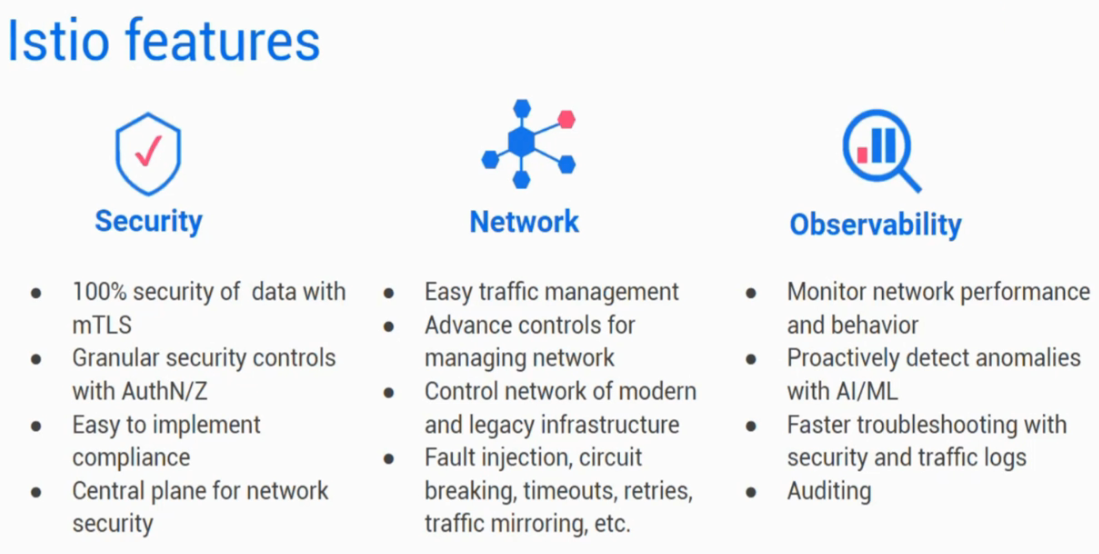 Istio features
Security
● 100% security of data with
mTLS
● Granular security controls
with AuthN/Z
● Easy to implement
compliance
● Central plane for network
security
Network
● Easy traffic management
● Advance controls for
managing network
● Control network of modern
and legacy infrastructure
● Fault injection, circuit
breaking, timeouts, retries,
traffic mirroring, etc.
Observability
● Monitor network performance
and behavior
● Proactively detect anomalies
with AI/ML
● Faster troubleshooting with
security and traffic logs
● Auditing